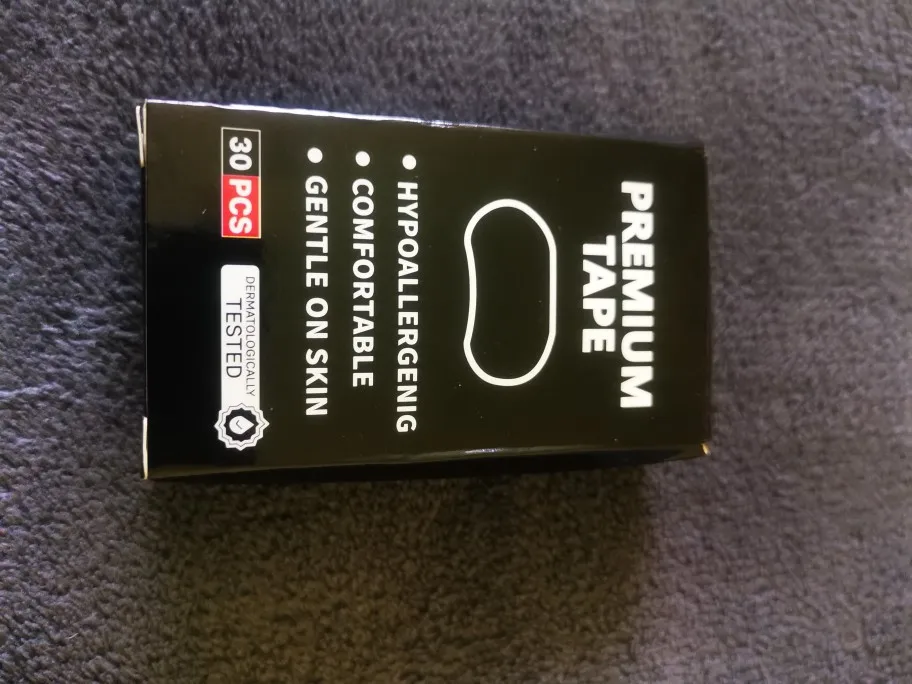 PREMIUM
TAPE
• HYPOALLERGENIG
• COMFORTABLE
• GENTLE ON SKIN
30 PCS
DERMATOLOGICALLY
TESTED